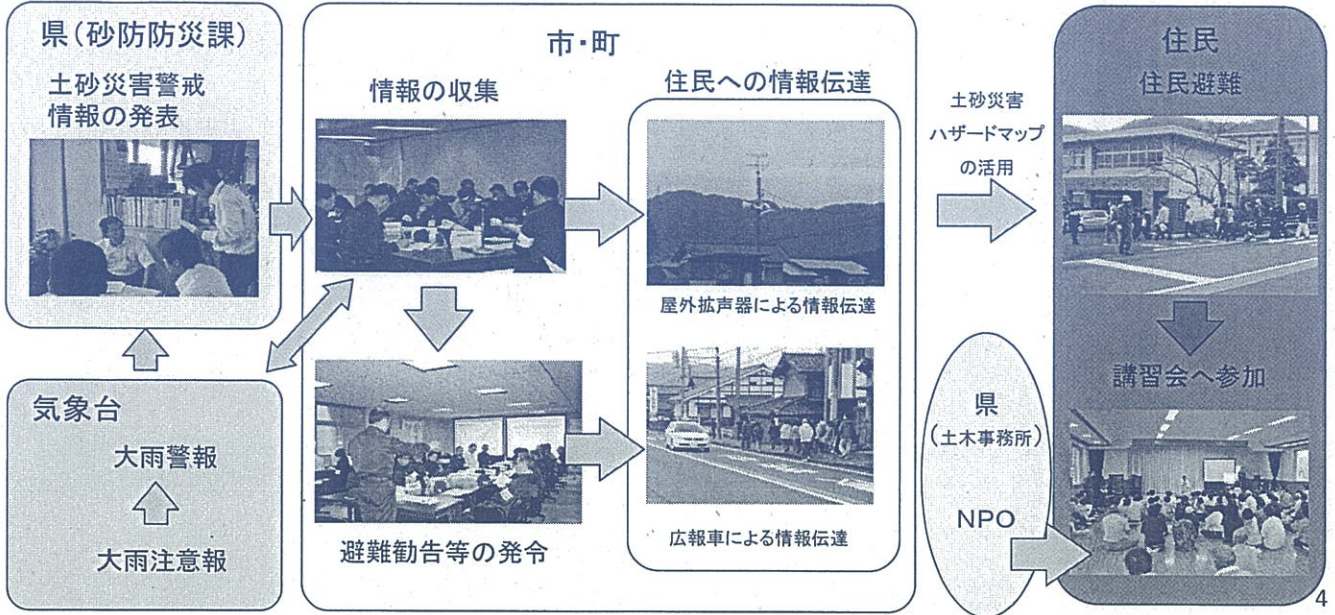 県(砂防防災課)
土砂災害警戒
情報の発表
気象台
大雨警報
大雨注意報
市・町
情報の収集
避難勧告等の発令
住民への情報伝達
屋外拡声器による情報伝達
広報車による情報伝達
土砂災害
ハザードマップ
の活用
県
(土木事務所)
NPO
住民
住民避難
講習会へ参加
4